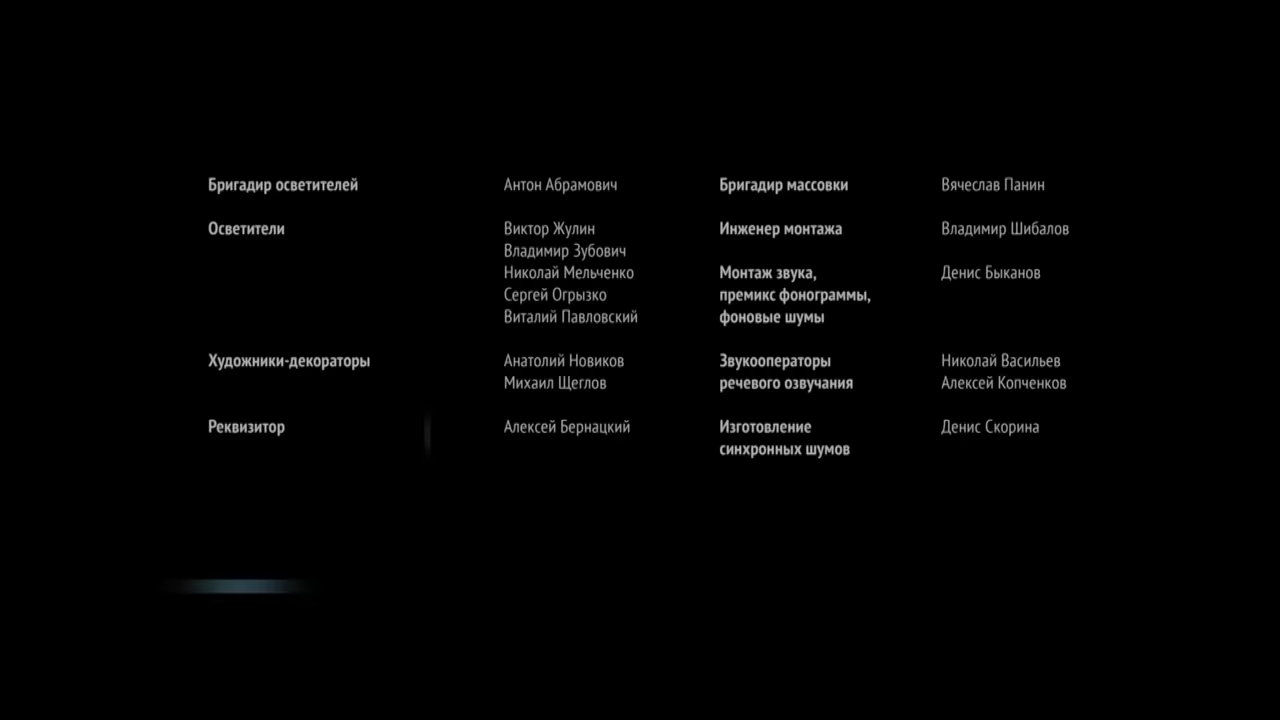 Бригадир осветителей
Антон Абрамович
Осветители
Виктор Жулин
Владимир Зубович
Николай Мельченко
Сергей Огрызко
Виталий Павловский
Художники-декораторы
Анатолий Новиков
Михаил Щеглов
Реквизитор
Алексей Бернацкий
Бригадир массовки
Вячеслав Панин
Инженер монтажа
Владимир Шибалов
Монтаж звука,
премикс фонограммы,
фоновые шумы
Денис Быканов
Звукооператоры
речевого озвучания
Николай Васильев
Алексей Копченков
Изготовление
синхронных шумов
Денис Скорина